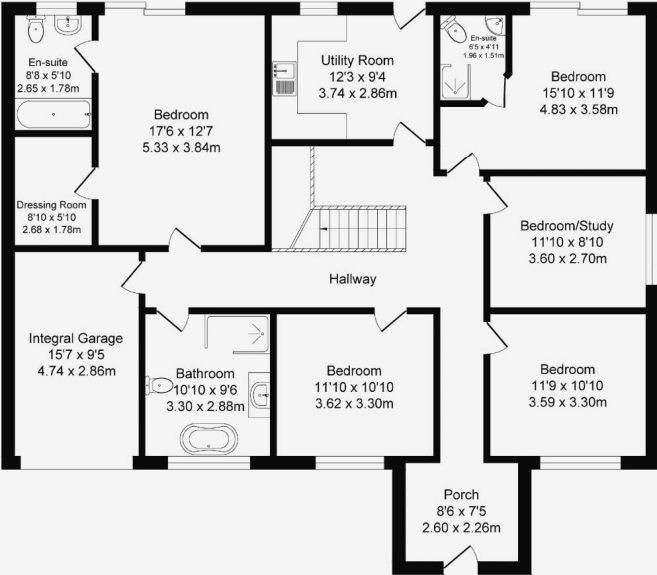 En-suite
8'8 x 5'10
2.65 x 1.78m
Bedroom
17'6 x 12'7
5.33 x 3.84m
Utility Room
12'3 x 9'4
3.74 x 2.86m
En-suite
6'5 x 4'11
1.96 x 1.51m
Bedroom
15'10 x 11'9
4.83 x 3.58m
Dressing Room
8'10 x 5'10
2.68 x 1.78m
Bedroom/Study
11'10 x 8'10
3.60 x 2.70m
Hallway
Integral Garage
15'7 x 9'5
4.74 x 2.86m
Bathroom
10'10 x 9'6
3.30 x 2.88m
Bedroom
11'10 x 10'10
3.62 x 3.30m
Bedroom
11'9 x 10'10
3.59 x 3.30m
Porch
8'6 x 7'5
2.60 x 2.26m